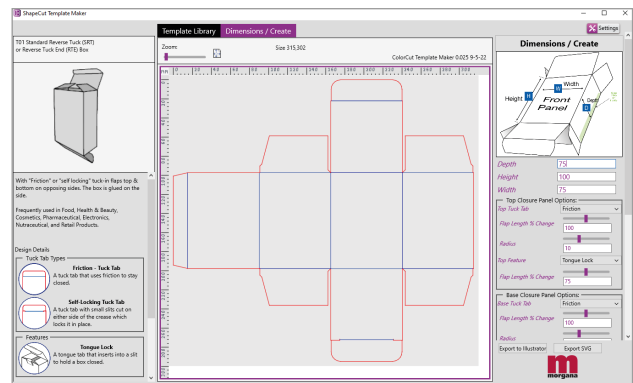 ShapeCut Template Maker
Template Library
Dimensions / Create
Settings
T01 Standard Reverse Tuck (SRT)
or Reverse Tuck End (RTE) Box
With "Friction" or "self locking" tuck-in flaps top &
bottom on opposing sides. The box is glued on the
side.
Frequently used in Food, Health & Beauty,
Cosmetics, Pharmaceutical, Electronics,
Nutraceutical, and Retail Products.
Design Details
Tuck Tab Types
Friction - Tuck Tab
A tuck tab that uses friction to stay
closed.
Self-Locking Tuck Tab
A tuck tab with small slits cut on
either side of the crease which
locks it in place.
Features
Tongue Lock
A tongue tab that inserts into a slit
to hold a box closed.
Zoom:
Size 315,302
ColorCut Template Maker 0.025 9-5-22
Dimensions / Create
Width
W
Height
H
Front
Panel
Depth
D
Depth
75
Height
100
Width
75
Top Closure Panel Options:
Top Tuck Tab
Friction
Flap Length % Change
100
Radius
10
Top Feature
Tongue Lock
Flap Length % Change
75
Base Closure Panel Options:
Base Tuck Tab
Friction
Flap Length % Change
100
Radius
Export to Illustrator
Export SVG
morgana